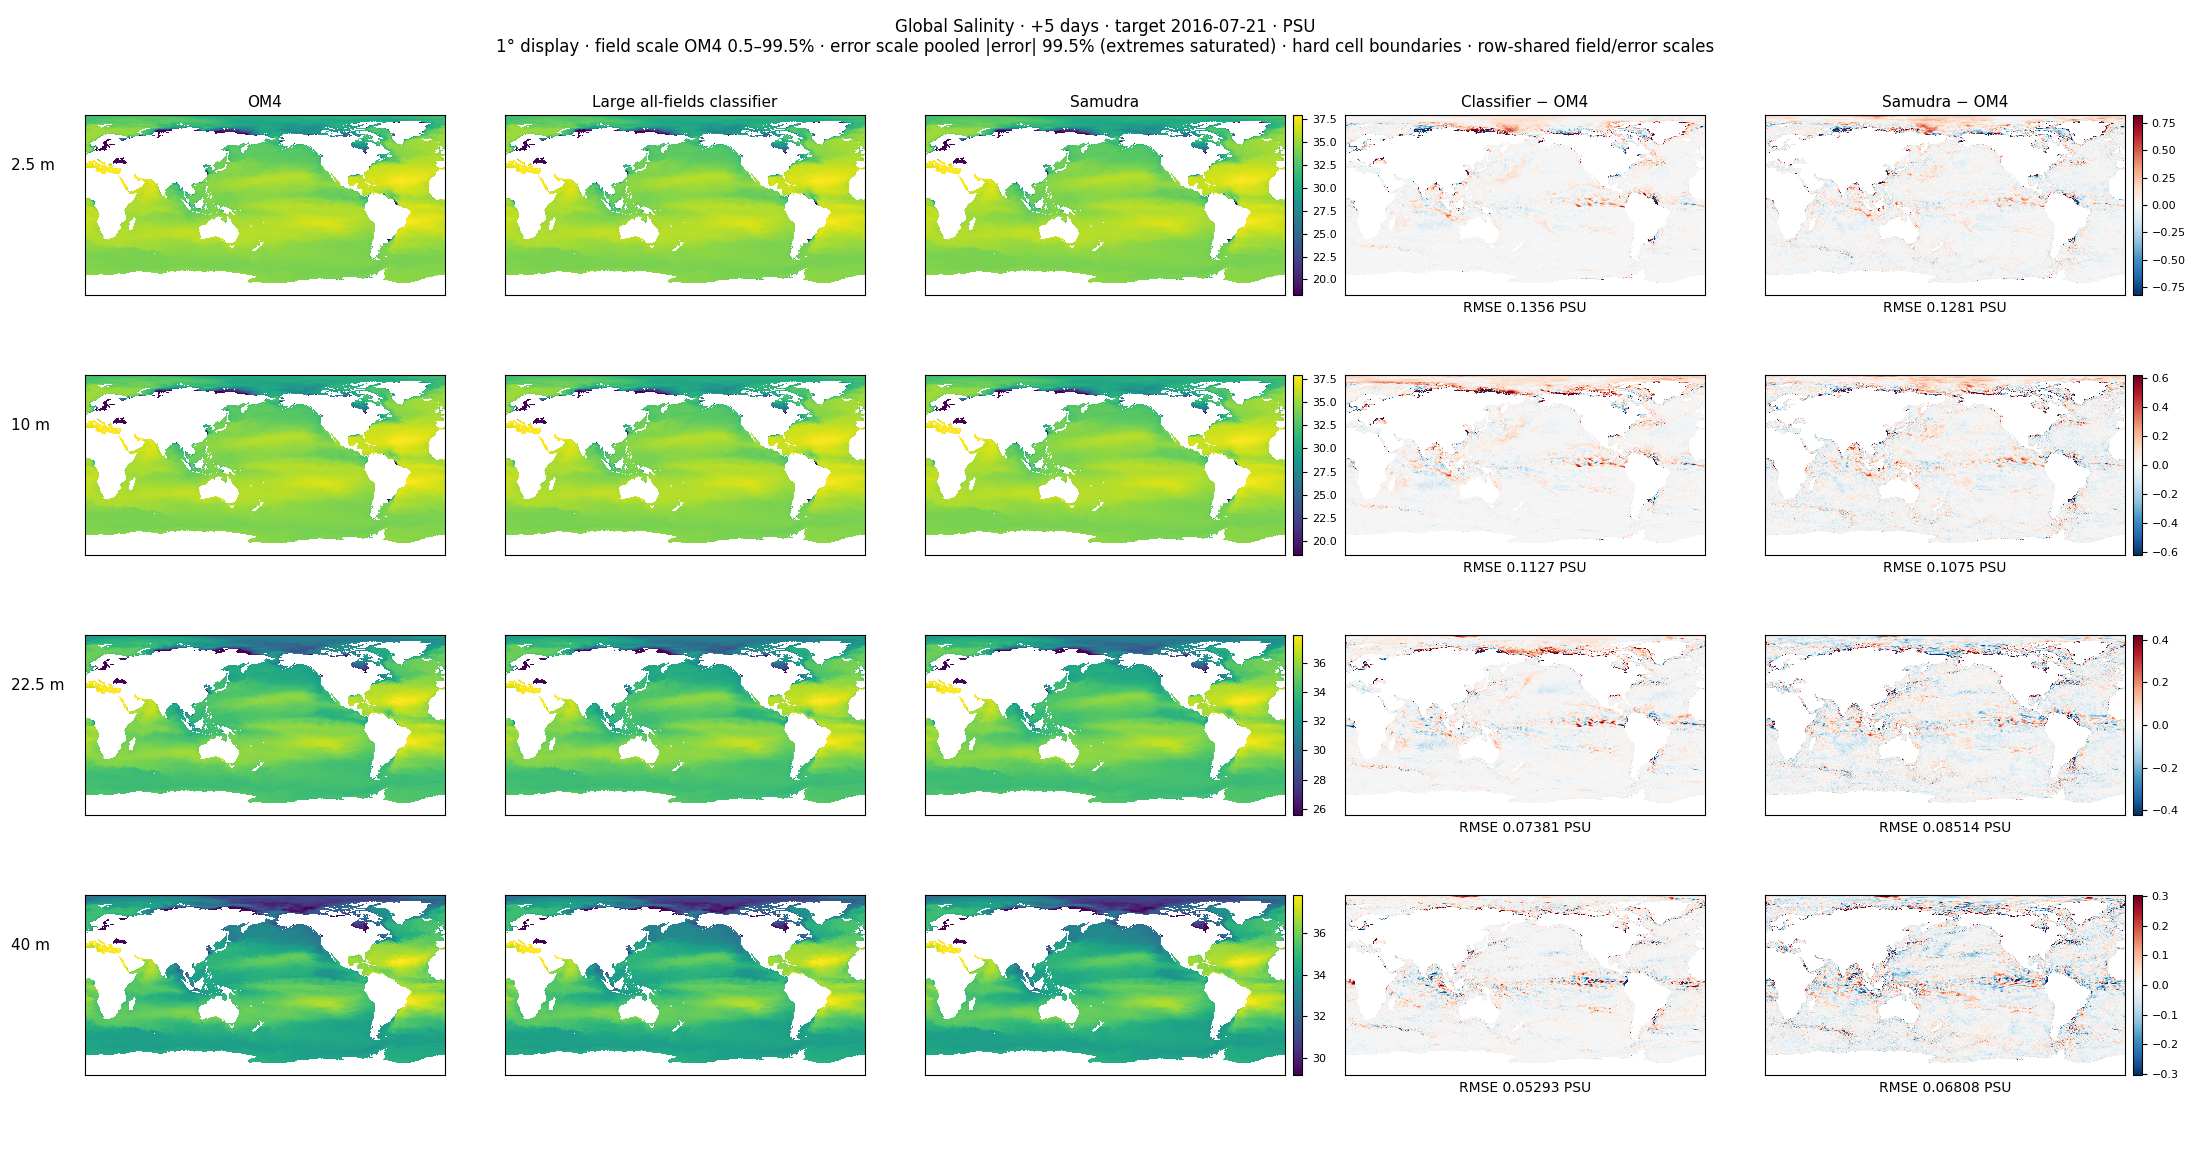 Global Salinity · +5 days · target 2016-07-21 · PSU
1° display · field scale OM4 0.5–99.5% · error scale pooled |error| 99.5% (extremes saturated) · hard cell boundaries · row-shared field/error scales
OM4
Large all-fields classifier
Samudra
Classifier − OM4
Samudra − OM4
2.5 m
37.5
35.0
32.5
30.0
27.5
25.0
22.5
20.0
0.75
0.50
0.25
0.00
−0.25
−0.50
−0.75
RMSE 0.1356 PSU
RMSE 0.1281 PSU
10 m
37.5
35.0
32.5
30.0
27.5
25.0
22.5
20.0
0.6
0.4
0.2
0.0
−0.2
−0.4
−0.6
RMSE 0.1127 PSU
RMSE 0.1075 PSU
22.5 m
36
34
32
30
28
26
0.4
0.2
0.0
−0.2
−0.4
RMSE 0.07381 PSU
RMSE 0.08514 PSU
40 m
36
34
32
30
0.3
0.2
0.1
0.0
−0.1
−0.2
−0.3
RMSE 0.05293 PSU
RMSE 0.06808 PSU